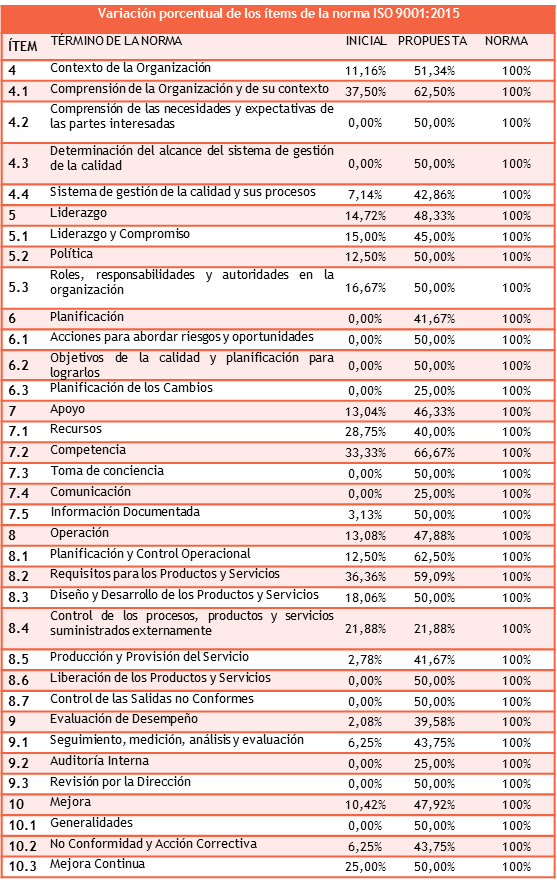 Variación porcentual de los ítems de la norma ISO 9001:2015
ÍTEM TÉRMINO DE LA NORMA INICIAL PROPUESTA NORMA
4 Contexto de la Organización 11,16% 51,34% 100%
4.1 Comprensión de la Organización y de su contexto 37,50% 62,50% 100%
4.2 Comprensión de las necesidades y expectativas de
las partes interesadas 0,00% 50,00% 100%
4.3 Determinación del alcance del sistema de gestión
de la calidad 0,00% 50,00% 100%
4.4 Sistema de gestión de la calidad y sus procesos 7,14% 42,86% 100%
5 Liderazgo 14,72% 48,33% 100%
5.1 Liderazgo y Compromiso 15,00% 45,00% 100%
5.2 Política 12,50% 50,00% 100%
5.3 Roles, responsabilidades y autoridades en la
organización 16,67% 50,00% 100%
6 Planificación 0,00% 41,67% 100%
6.1 Acciones para abordar riesgos y oportunidades 0,00% 50,00% 100%
6.2 Objetivos de la calidad y planificación para
lograrlos 0,00% 50,00% 100%
6.3 Planificación de los Cambios 0,00% 25,00% 100%
7 Apoyo 13,04% 46,33% 100%
7.1 Recursos 28,75% 40,00% 100%
7.2 Competencia 33,33% 66,67% 100%
7.3 Toma de conciencia 0,00% 50,00% 100%
7.4 Comunicación 0,00% 25,00% 100%
7.5 Información Documentada 3,13% 50,00% 100%
8 Operación 13,08% 47,88% 100%
8.1 Planificación y Control Operacional 12,50% 62,50% 100%
8.2 Requisitos para los Productos y Servicios 36,36% 59,09% 100%
8.3 Diseño y Desarrollo de los Productos y Servicios 18,06% 50,00% 100%
8.4 Control de los procesos, productos y servicios
suministrados externamente 21,88% 21,88% 100%
8.5 Producción y Provisión del Servicio 2,78% 41,67% 100%
8.6 Liberación de los Productos y Servicios 0,00% 50,00% 100%
8.7 Control de las Salidas no Conformes 0,00% 50,00% 100%
9 Evaluación de Desempeño 2,08% 39,58% 100%
9.1 Seguimiento, medición, análisis y evaluación 6,25% 43,75% 100%
9.2 Auditoría Interna 0,00% 25,00% 100%
9.3 Revisión por la Dirección 0,00% 50,00% 100%
10 Mejora 10,42% 47,92% 100%
10.1 Generalidades 0,00% 50,00% 100%
10.2 No Conformidad y Acción Correctiva 6,25% 43,75% 100%
10.3 Mejora Continua 25,00% 50,00% 100%